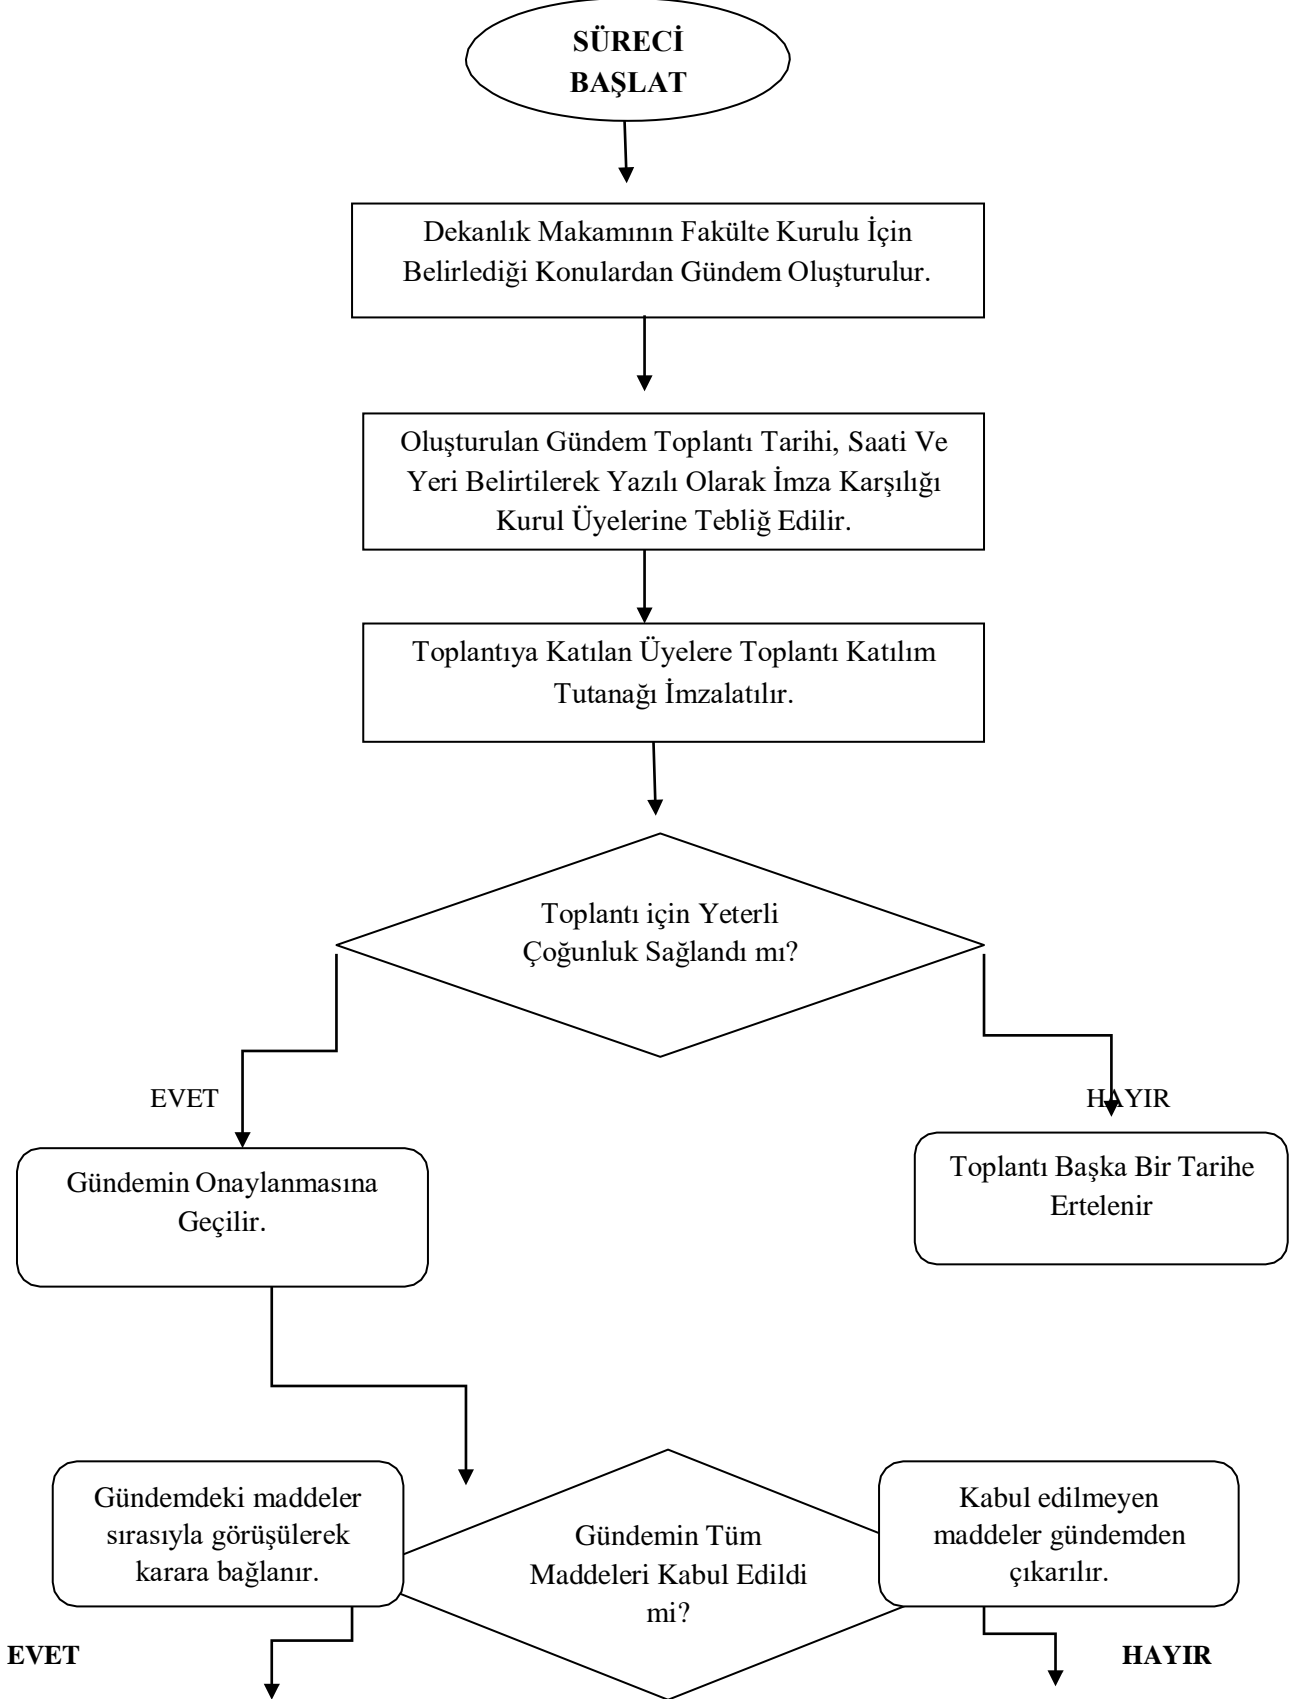 SÜRECİ
BAŞLAT
Dekanlık Makamının Fakülte Kurulu İçin
Belirlediği Konulardan Gündem Oluşturulur.
Oluşturulan Gündem Toplantı Tarihi, Saati Ve
Yeri Belirtilerek Yazılı Olarak İmza Karşılığı
Kurul Üyelerine Tebliğ Edilir.
Toplantıya Katılan Üyelere Toplantı Katılım
Tutanağı İmzalatılır.
Toplantı için Yeterli
Çoğunluk Sağlandı mı?
EVET
HAYIR
Gündemin Onaylanmasına
Geçilir.
Toplantı Başka Bir Tarihe
Ertelenir
Gündemdeki maddeler
sırasıyla görüşülerek
karara bağlanır.
Gündemin Tüm
Maddeleri Kabul Edildi
mi?
Kabul edilmeyen
maddeler gündemden
çıkarılır.
EVET
HAYIR